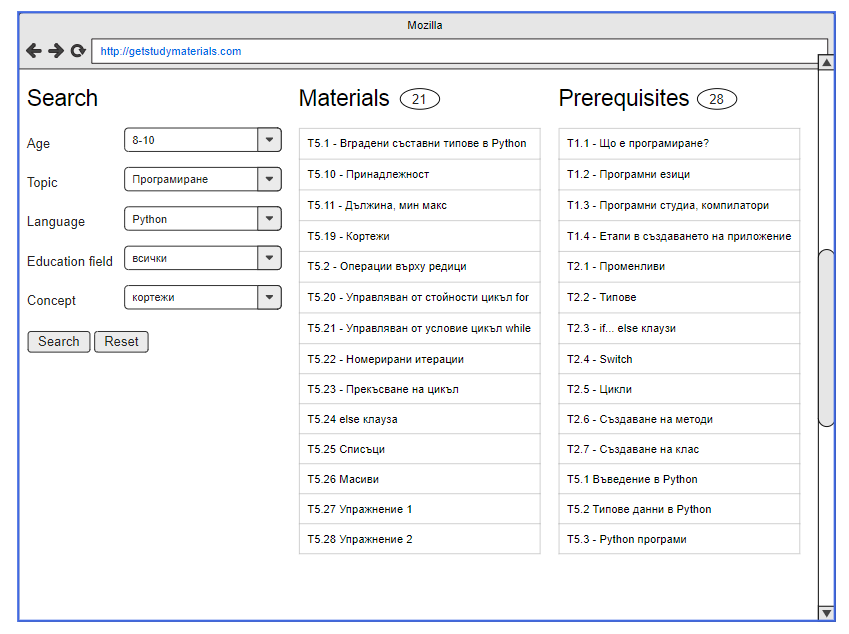 Mozilla
http://getstudymaterials.com
Search
Age
8-10
Topic
Програмиране
Language
Python
Education field
всички
Concept
кортежи
Search
Reset
Materials
21
T5.1 - Вградени съставни типове в Python
T5.10 - Принадлежност
T5.11 - Дължина, мин макс
T5.19 - Кортежи
T5.2 - Операции върху редици
T5.20 - Управляван от стойности цикъл for
T5.21 - Управляван от условие цикъл while
T5.22 - Номерирани итерации
T5.23 - Прекъсване на цикъл
T5.24 else клауза
T5.25 Списъци
T5.26 Масиви
T5.27 Упражнение 1
T5.28 Упражнение 2
Prerequisites
28
T1.1 - Що е програмиране?
T1.2 - Програмни езици
T1.3 - Програмни студиа, компилатори
T1.4 - Етапи в създаването на приложение
T2.1 - Променливи
T2.2 - Типове
T2.3 - if... else клаузи
T2.4 - Switch
T2.5 - Цикли
T2.6 - Създаване на методи
T2.7 - Създаване на клас
T5.1 Въведение в Python
T5.2 Типове данни в Python
T5.3 - Python програми